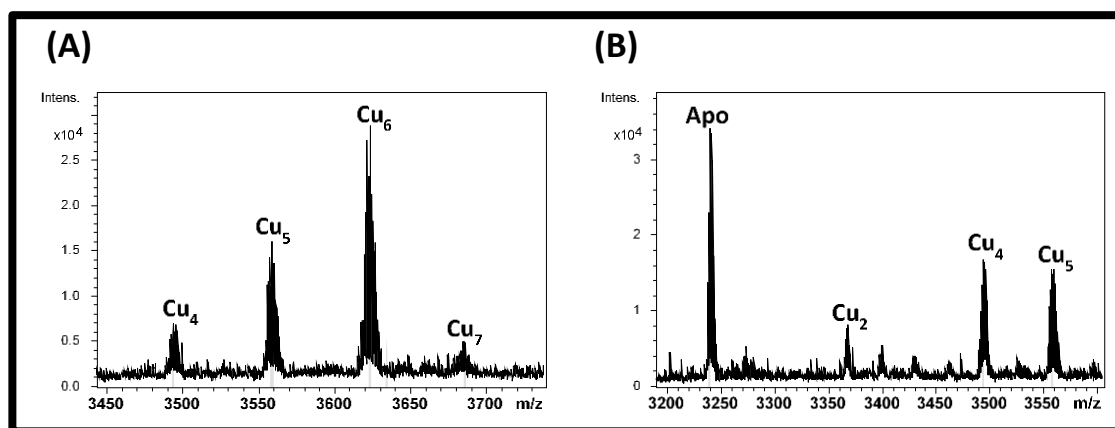 (A)
Intens.
x10⁴
2.5
2.0
1.5
1.0
0.5
0.0
Cu₄
Cu₅
Cu₆
Cu₇
3450 3500 3550 3600 3650 3700 m/z
(B)
Intens.
x10⁴
3
2
1
0
Apo
Cu₂
Cu₄
Cu₅
3200 3250 3300 3350 3400 3450 3500 3550 m/z